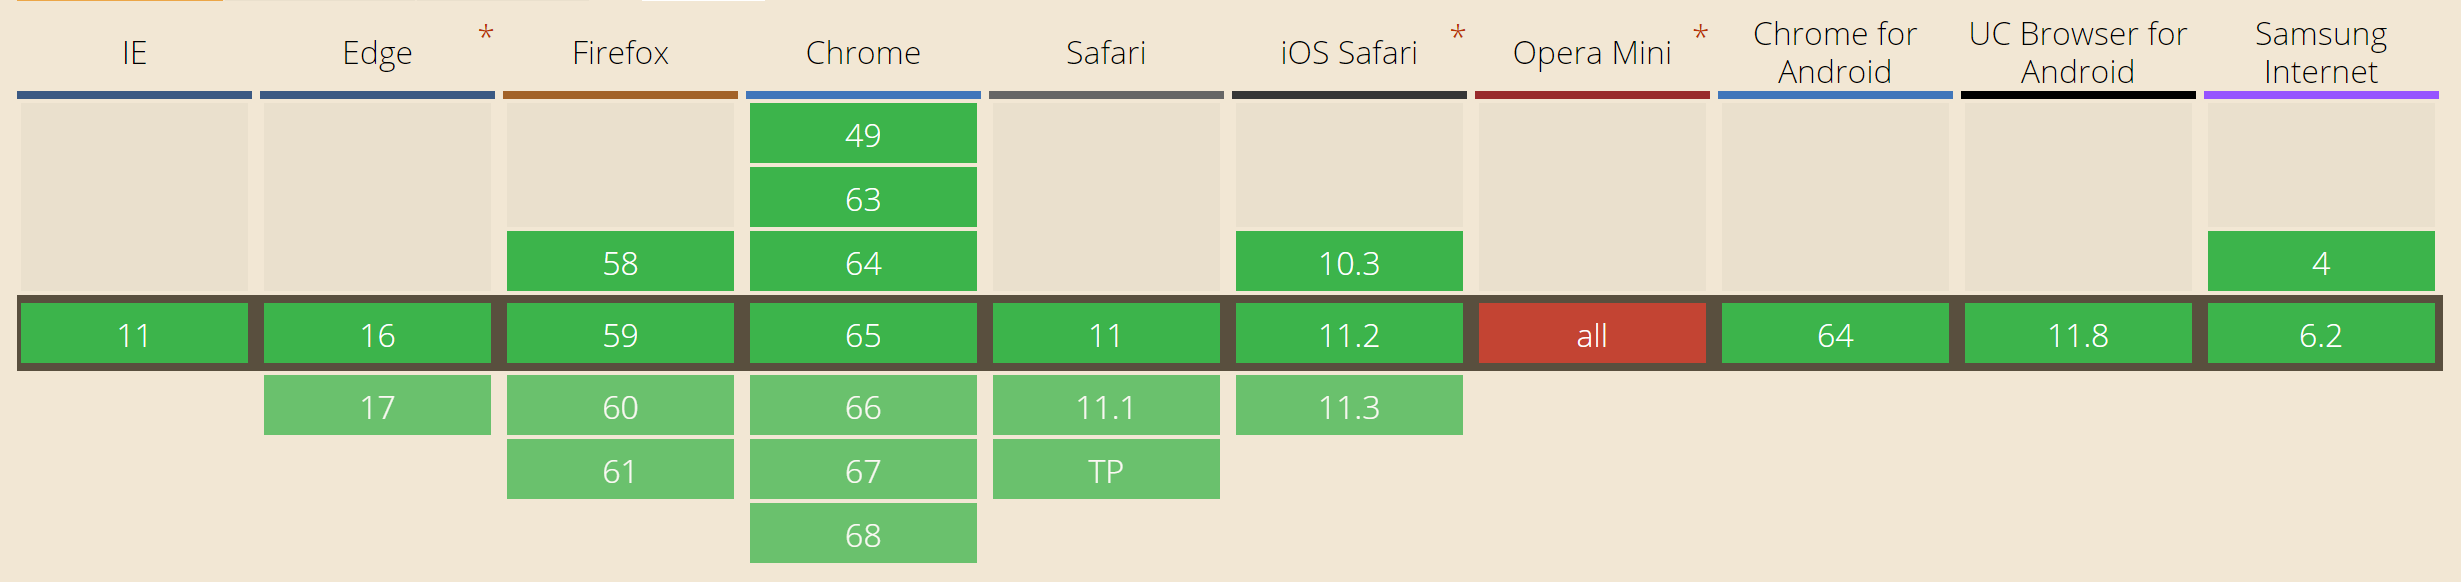 IE
Edge *
Firefox
Chrome
Safari
iOS Safari *
Opera Mini *
Chrome for
Android
UC Browser for
Android
Samsung
Internet
49
63
58 64 10.3 4
11 16 59 65 11 11.2 all 64 11.8 6.2
17 60 66 11.1 11.3
61 67 TP
68